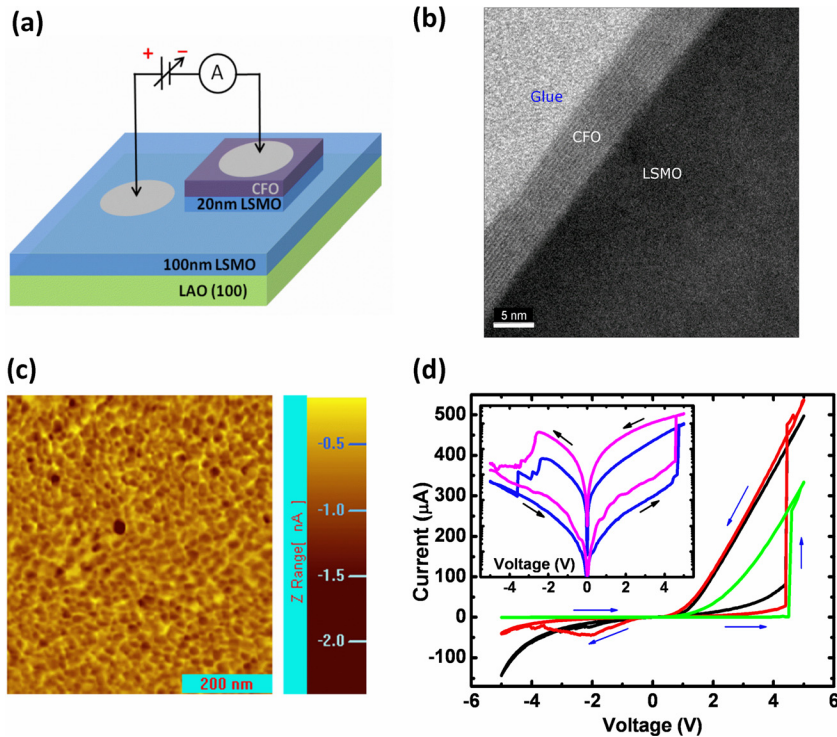 (a)
+ −
A
CFO
20nm LSMO
100nm LSMO
LAO (100)
(b)
Glue
CFO
LSMO
5 nm
(c)
-0.5
-1.0
-1.5
-2.0
Z Range[ nA ]
200 nm
(d)
500
400
300
200
100
0
-100
Current (µA)
-4 -2 0 2 4
Voltage (V)
-6 -4 -2 0 2 4 6
Voltage (V)